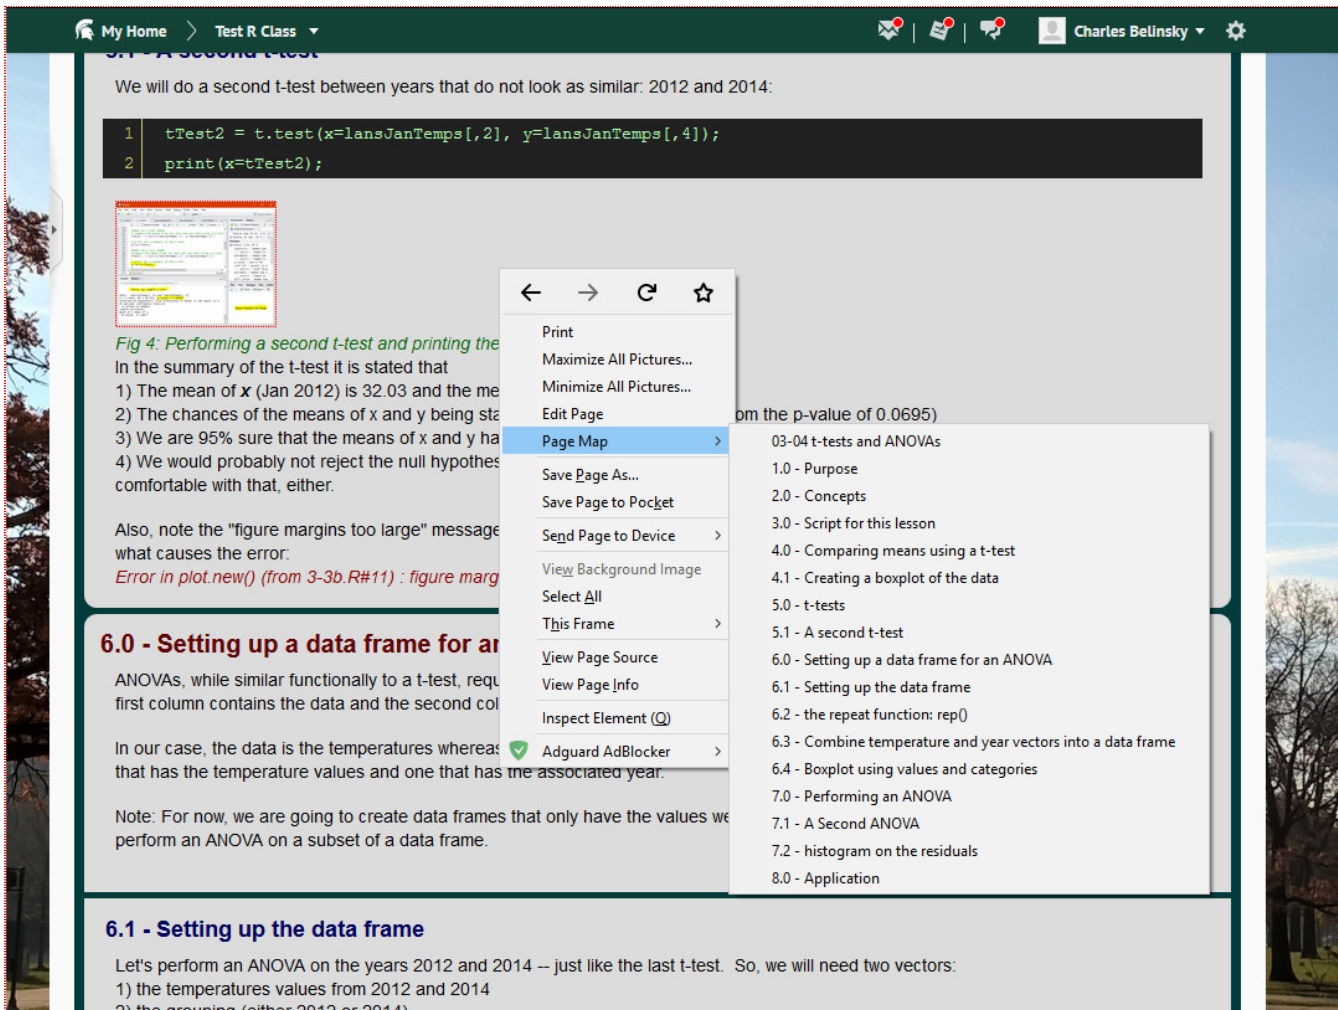 My Home
Test R Class
Charles Belinsky
5.1 - A second t-test
We will do a second t-test between years that do not look as similar: 2012 and 2014:
1 tTest2 = t.test(x=lansJanTemps[,2], y=lansJanTemps[,4]);
2 print(x=tTest2);
Fig 4: Performing a second t-test and printing the
In the summary of the t-test it is stated that
1) The mean of x (Jan 2012) is 32.03 and the me
2) The chances of the means of x and y being sta
om the p-value of 0.0695)
3) We are 95% sure that the means of x and y ha
4) We would probably not reject the null hypothes
comfortable with that, either.
Also, note the "figure margins too large" message
what causes the error:
Error in plot.new() (from 3-3b.R#11) : figure marg
6.0 - Setting up a data frame for ar
ANOVAs, while similar functionally to a t-test, requ
first column contains the data and the second col
In our case, the data is the temperatures whereas
that has the temperature values and one that has the associated year.
Note: For now, we are going to create data frames that only have the values we
perform an ANOVA on a subset of a data frame.
6.1 - Setting up the data frame
Let's perform an ANOVA on the years 2012 and 2014 -- just like the last t-test. So, we will need two vectors:
1) the temperatures values from 2012 and 2014
2) the grouping (either 2012 or 2014)
Print
Maximize All Pictures...
Minimize All Pictures...
Edit Page
Page Map
Save Page As...
Save Page to Pocket
Send Page to Device
View Background Image
Select All
This Frame
View Page Source
View Page Info
Inspect Element (Q)
Adguard AdBlocker
03-04 t-tests and ANOVAs
1.0 - Purpose
2.0 - Concepts
3.0 - Script for this lesson
4.0 - Comparing means using a t-test
4.1 - Creating a boxplot of the data
5.0 - t-tests
5.1 - A second t-test
6.0 - Setting up a data frame for an ANOVA
6.1 - Setting up the data frame
6.2 - the repeat function: rep()
6.3 - Combine temperature and year vectors into a data frame
6.4 - Boxplot using values and categories
7.0 - Performing an ANOVA
7.1 - A Second ANOVA
7.2 - histogram on the residuals
8.0 - Application